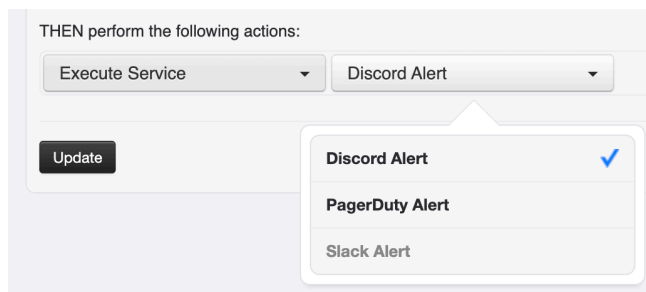 THEN perform the following actions:
Execute Service
Discord Alert
Update
Discord Alert
PagerDuty Alert
Slack Alert